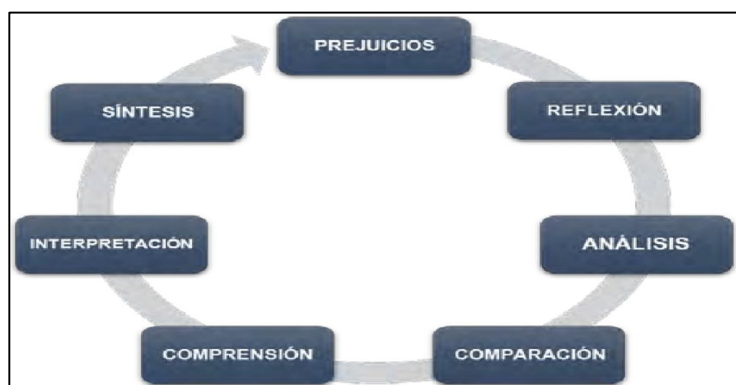 PREJUICIOS
REFLEXIÓN
ANÁLISIS
COMPARACIÓN
COMPRENSIÓN
INTERPRETACIÓN
SÍNTESIS